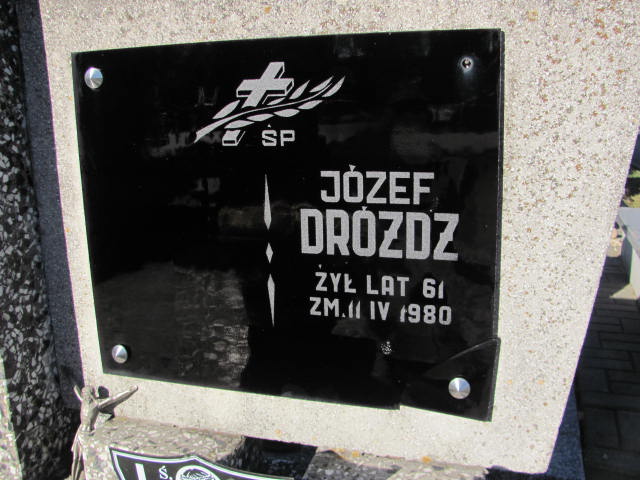 ŚP
JÓZEF
DRÓZDZ
ŻYŁ LAT 61
ZM. 11 IV 1980
Ś.